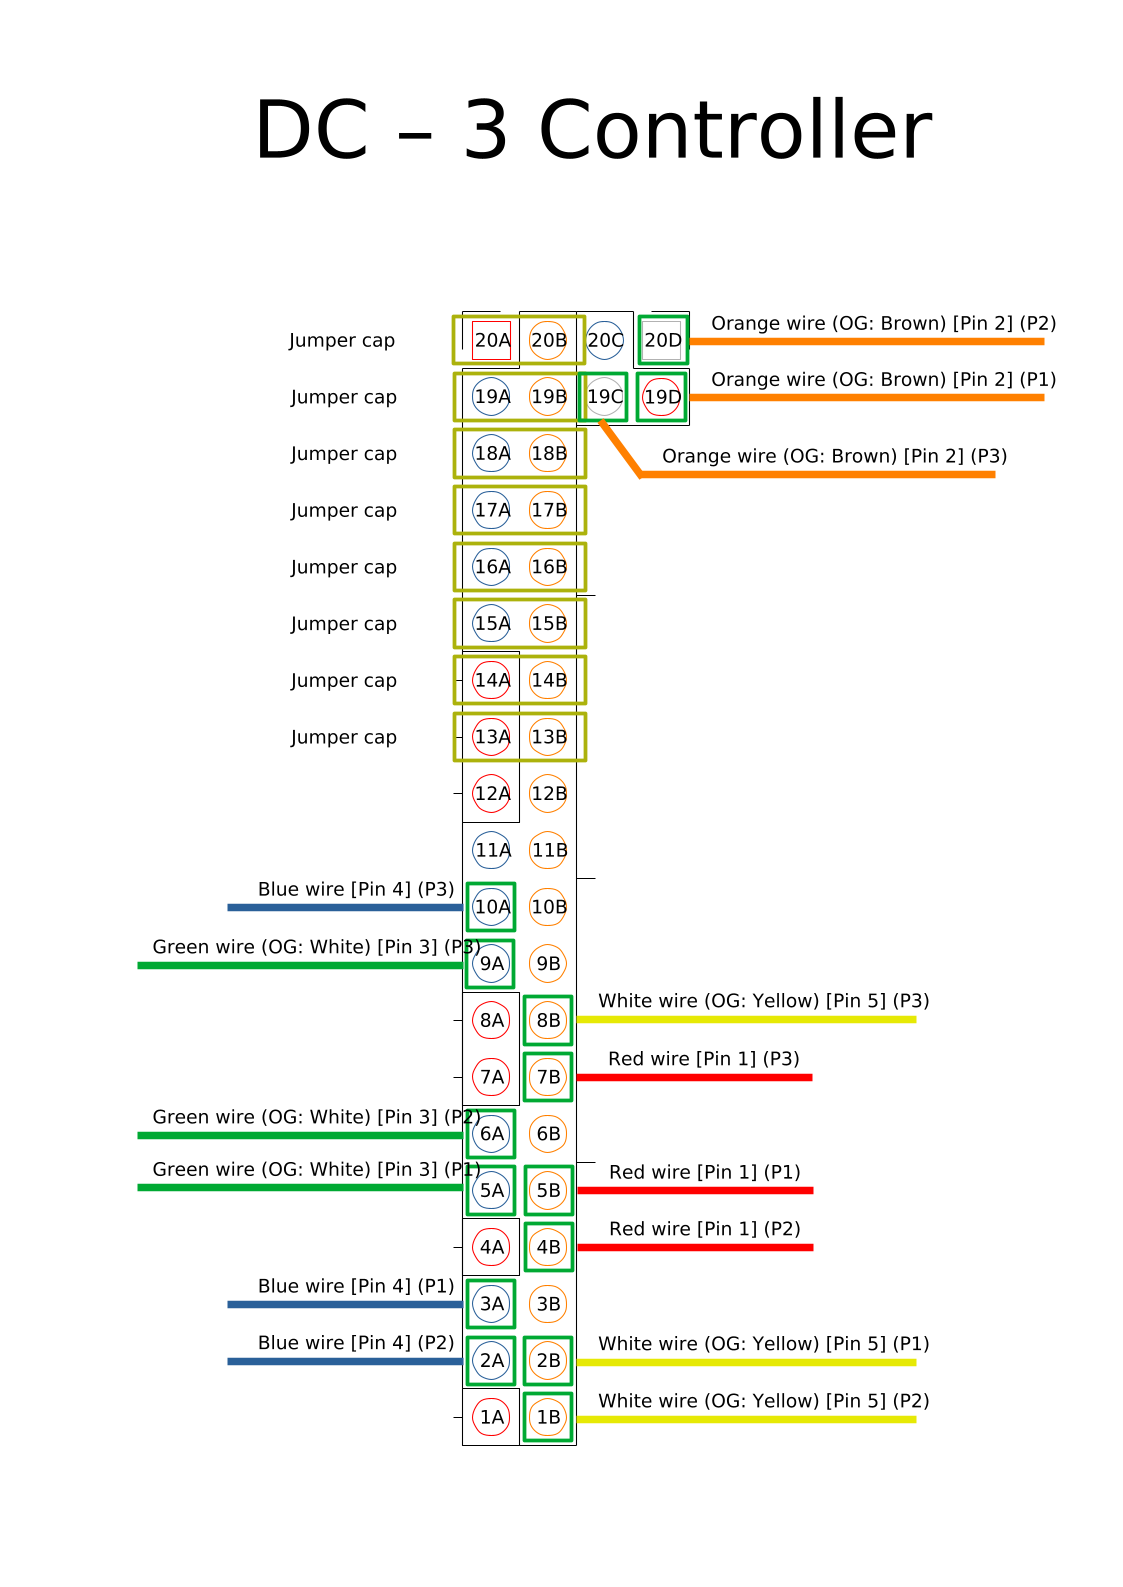 DC – 3 Controller
Jumper cap 20A 20B 20C 20D Orange wire (OG: Brown) [Pin 2] (P2)
Jumper cap 19A 19B 19C 19D Orange wire (OG: Brown) [Pin 2] (P1)
Jumper cap 18A 18B Orange wire (OG: Brown) [Pin 2] (P3)
Jumper cap 17A 17B
Jumper cap 16A 16B
Jumper cap 15A 15B
Jumper cap 14A 14B
Jumper cap 13A 13B
12A 12B
11A 11B
Blue wire [Pin 4] (P3) 10A 10B
Green wire (OG: White) [Pin 3] (P3) 9A 9B
8A 8B White wire (OG: Yellow) [Pin 5] (P3)
7A 7B Red wire [Pin 1] (P3)
Green wire (OG: White) [Pin 3] (P2) 6A 6B
Green wire (OG: White) [Pin 3] (P1) 5A 5B Red wire [Pin 1] (P1)
4A 4B Red wire [Pin 1] (P2)
Blue wire [Pin 4] (P1) 3A 3B
Blue wire [Pin 4] (P2) 2A 2B White wire (OG: Yellow) [Pin 5] (P1)
1A 1B White wire (OG: Yellow) [Pin 5] (P2)